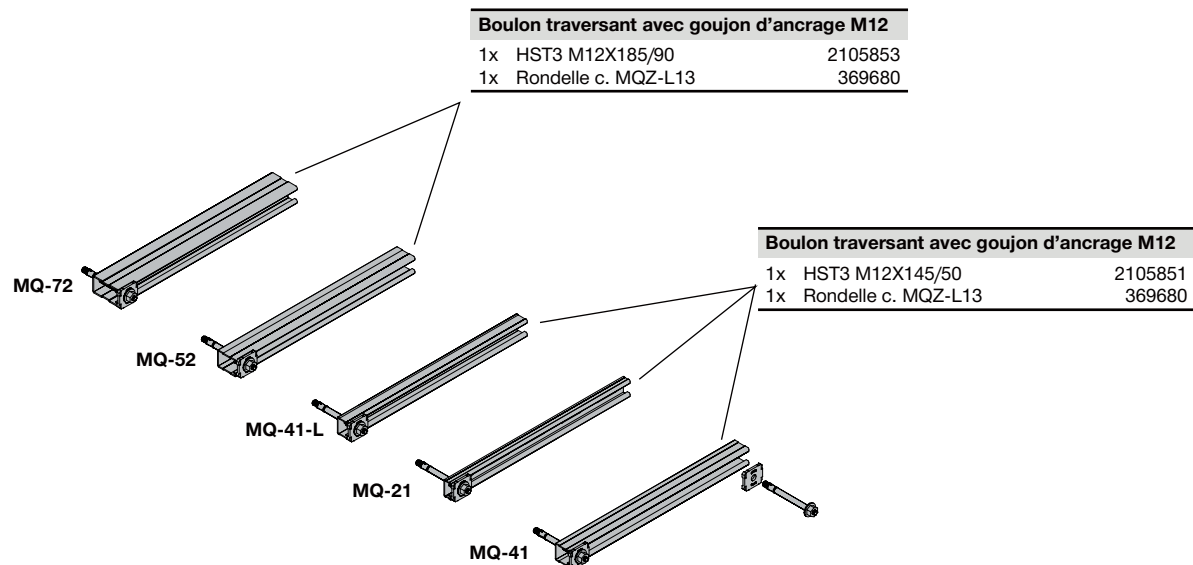 Boulon traversant avec goujon d'ancrage M12
1x HST3 M12X185/90 2105853
1x Rondelle c. MQZ-L13 369680
Boulon traversant avec goujon d'ancrage M12
1x HST3 M12X145/50 2105851
1x Rondelle c. MQZ-L13 369680
MQ-72
MQ-52
MQ-41-L
MQ-21
MQ-41